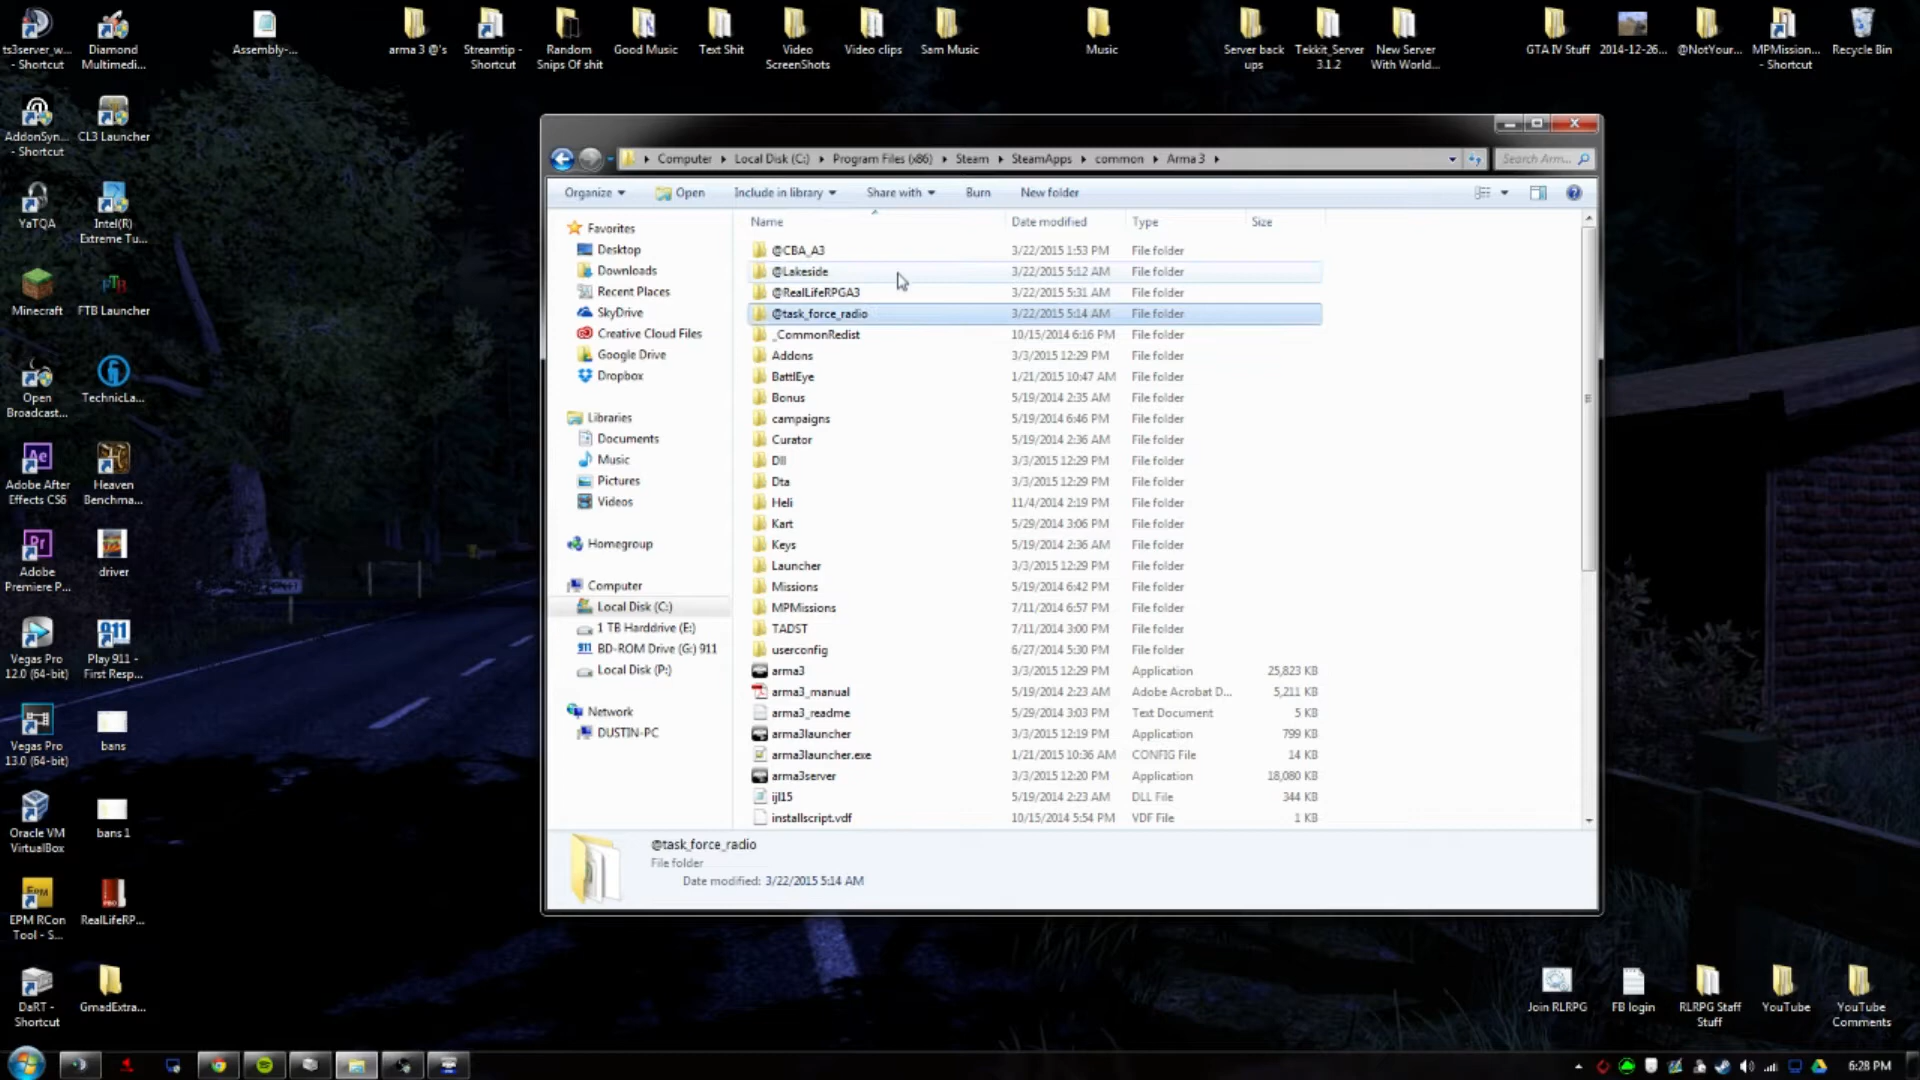 ts3server_w...
- Shortcut
Diamond
Multimedi...
Assembly-...
arma 3 @'s
Streamtip -
Shortcut
Random
Snips Of shit
Good Music
Text Shit
Video
ScreenShots
Video clips
Sam Music
Music
Server back
ups
Tekkit_Server
3.1.2
New Server
With World...
GTA IV Stuff
2014-12-26...
@NotYour...
MPMission...
- Shortcut
Recycle Bin
AddonSyn...
- Shortcut
CL3 Launcher
YaTQA
Intel(R)
Extreme Tu...
Minecraft
FTB Launcher
Open
Broadcast...
TechnicLa...
Adobe After
Effects CS6
Heaven
Benchma...
Adobe
Premiere P...
driver
Vegas Pro
12.0 (64-bit)
Play 911 -
First Resp...
Vegas Pro
13.0 (64-bit)
bans
Oracle VM
VirtualBox
bans 1
EPM RCon
Tool - S...
RealLifeRP...
DaRT -
Shortcut
GmadExtra...
Computer
Local Disk (C:)
Program Files (x86)
Steam
SteamApps
common
Arma 3
Search Arm...
Organize
Open
Include in library
Share with
Burn
New folder
Favorites
Desktop
Downloads
Recent Places
SkyDrive
Creative Cloud Files
Google Drive
Dropbox
Libraries
Documents
Music
Pictures
Videos
Homegroup
Computer
Local Disk (C:)
1 TB Harddrive (E:)
BD-ROM Drive (G:) 911
Local Disk (P:)
Network
DUSTIN-PC
Name Date modified Type Size
@CBA_A3 3/22/2015 1:53 PM File folder
@Lakeside 3/22/2015 5:12 AM File folder
@RealLifeRPGA3 3/22/2015 5:31 AM File folder
@task_force_radio 3/22/2015 5:14 AM File folder
_CommonRedist 10/15/2014 6:16 PM File folder
Addons 3/3/2015 12:29 PM File folder
BattlEye 1/21/2015 10:47 AM File folder
Bonus 5/19/2014 2:35 AM File folder
campaigns 5/19/2014 6:46 PM File folder
Curator 5/19/2014 2:36 AM File folder
Dll 3/3/2015 12:29 PM File folder
Dta 3/3/2015 12:29 PM File folder
Heli 11/4/2014 2:19 PM File folder
Kart 5/29/2014 3:06 PM File folder
Keys 5/19/2014 2:36 AM File folder
Launcher 3/3/2015 12:29 PM File folder
Missions 5/19/2014 6:42 PM File folder
MPMissions 7/11/2014 6:57 PM File folder
TADST 7/11/2014 3:00 PM File folder
userconfig 6/27/2014 5:30 PM File folder
arma3 3/3/2015 12:29 PM Application 25,823 KB
arma3_manual 5/19/2014 2:23 AM Adobe Acrobat D... 5,211 KB
arma3_readme 5/29/2014 3:03 PM Text Document 5 KB
arma3launcher 3/3/2015 12:19 PM Application 799 KB
arma3launcher.exe 1/21/2015 10:36 AM CONFIG File 14 KB
arma3server 3/3/2015 12:20 PM Application 18,080 KB
ijl15 5/19/2014 2:23 AM DLL File 344 KB
installscript.vdf 10/15/2014 5:54 PM VDF File 1 KB
@task_force_radio
File folder
Date modified: 3/22/2015 5:14 AM
Join RLRPG
FB login
RLRPG Staff
Stuff
YouTube
YouTube
Comments
6:28 PM